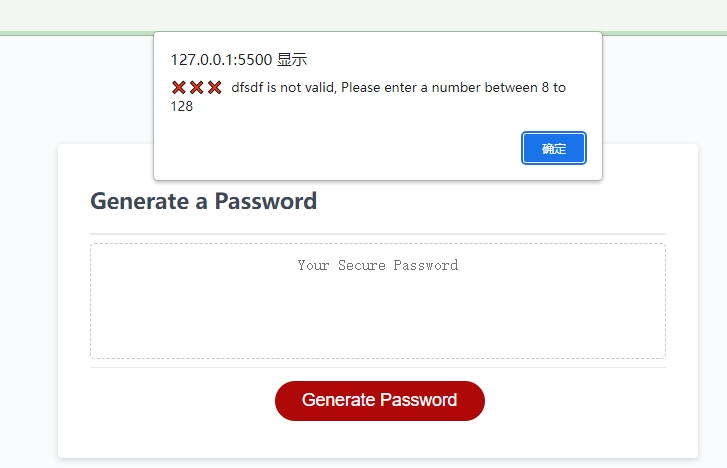 127.0.0.1:5500 显示
❌❌❌ dfsdf is not valid, Please enter a number between 8 to
128
确定
Generate a Password
Your Secure Password
Generate Password